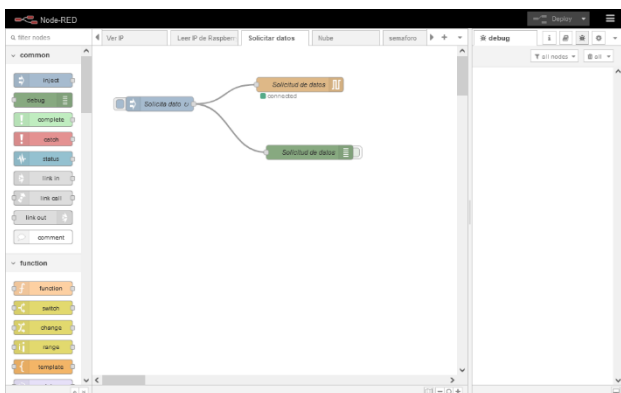 Node-RED
Deploy
filter nodes
Ver IP
Leer IP de Raspberr
Solicitar datos
Nube
semaforo
debug
i
all nodes
all
common
inject
debug
complete
catch
status
link in
link call
link out
comment
function
function
switch
change
range
template
Solicita dato
Solicitud de datos
connected
Solicitud de datos